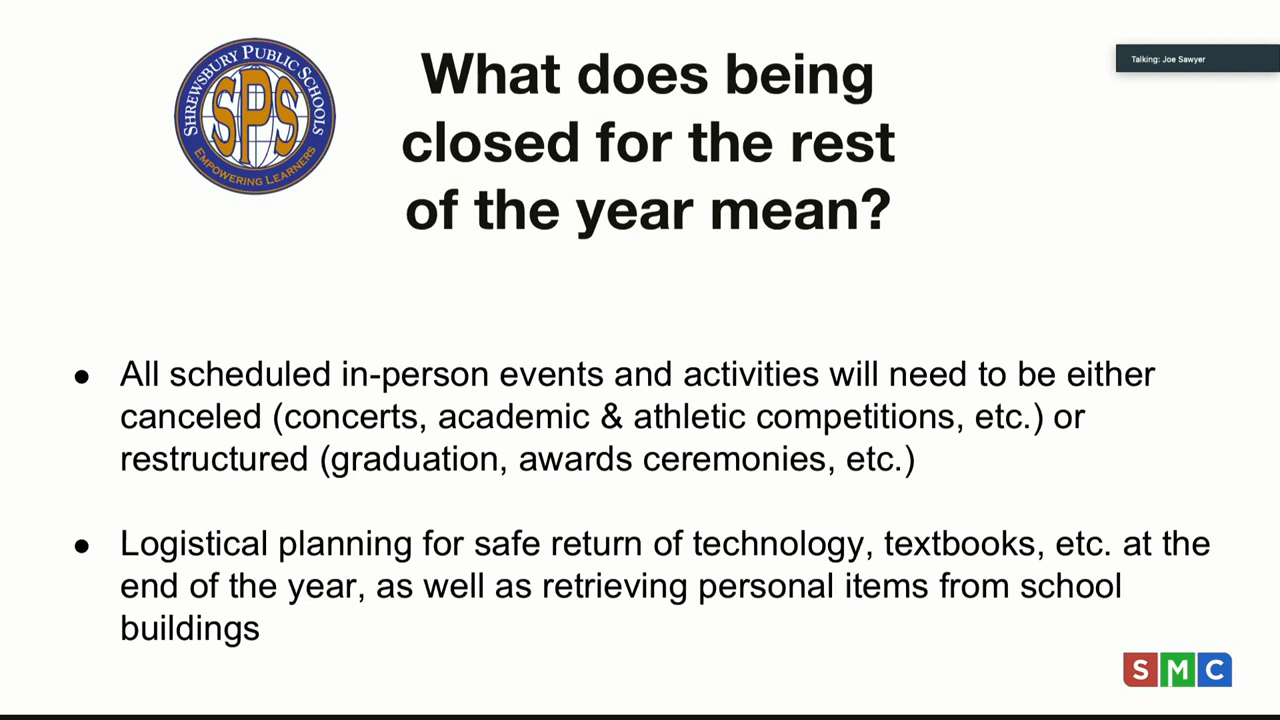 SHREWSBURY PUBLIC SCHOOLS
SPS
EMPOWERING LEARNERS
What does being
closed for the rest
of the year mean?
Talking: Joe Sawyer
● All scheduled in-person events and activities will need to be either
canceled (concerts, academic & athletic competitions, etc.) or
restructured (graduation, awards ceremonies, etc.)
● Logistical planning for safe return of technology, textbooks, etc. at the
end of the year, as well as retrieving personal items from school
buildings
SMC